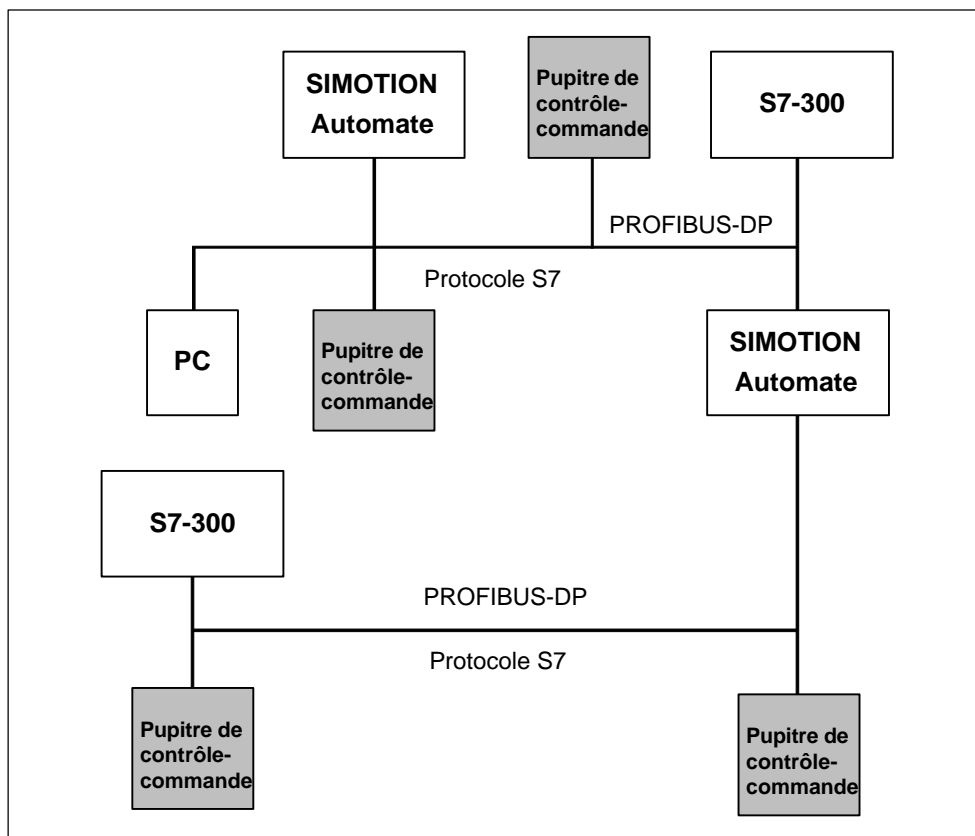 SIMOTION
Automate
Pupitre de
contrôle-
commande
S7-300
PROFIBUS-DP
Protocole S7
PC
Pupitre de
contrôle-
commande
SIMOTION
Automate
S7-300
PROFIBUS-DP
Protocole S7
Pupitre de
contrôle-
commande
Pupitre de
contrôle-
commande